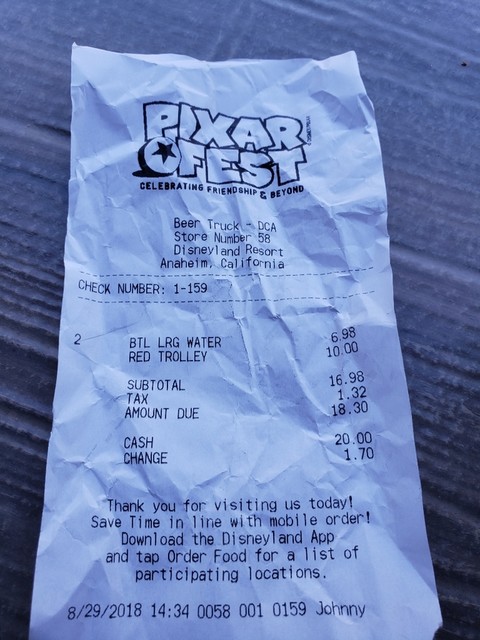 PIXAR
FEST
CELEBRATING FRIENDSHIP & BEYOND
Beer Truck - DCA
Store Number 58
Disneyland Resort
Anaheim, California
CHECK NUMBER: 1-159
2 BTL LRG WATER 6.98
RED TROLLEY 10.00
SUBTOTAL 16.98
TAX 1.32
AMOUNT DUE 18.30
CASH 20.00
CHANGE 1.70
Thank you for visiting us today!
Save Time in line with mobile order!
Download the Disneyland App
and tap Order Food for a list of
participating locations.
8/29/2018 14:34 0058 001 0159 Johnny